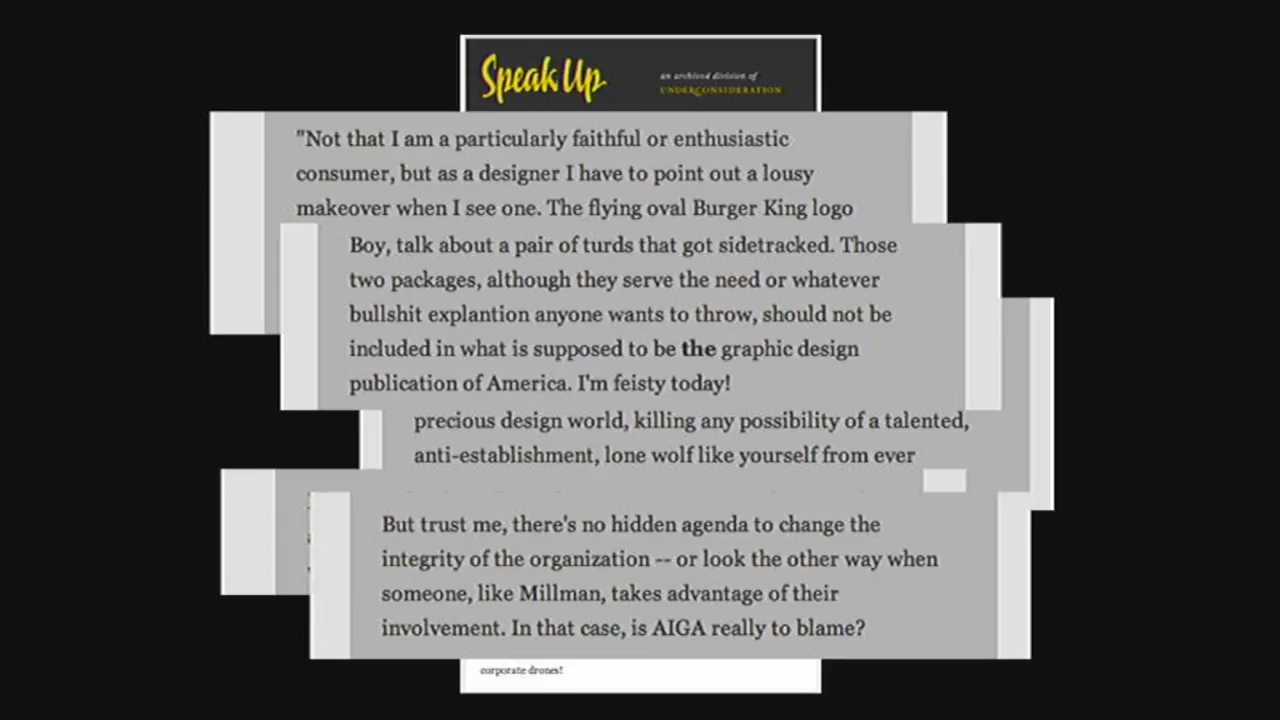 Speak Up
an archived division of
UNDERCONSIDERATION
"Not that I am a particularly faithful or enthusiastic
consumer, but as a designer I have to point out a lousy
makeover when I see one. The flying oval Burger King logo
Boy, talk about a pair of turds that got sidetracked. Those
two packages, although they serve the need or whatever
bullshit explantion anyone wants to throw, should not be
included in what is supposed to be the graphic design
publication of America. I'm feisty today!
precious design world, killing any possibility of a talented,
anti-establishment, lone wolf like yourself from ever
But trust me, there's no hidden agenda to change the
integrity of the organization -- or look the other way when
someone, like Millman, takes advantage of their
involvement. In that case, is AIGA really to blame?
corporate drones!